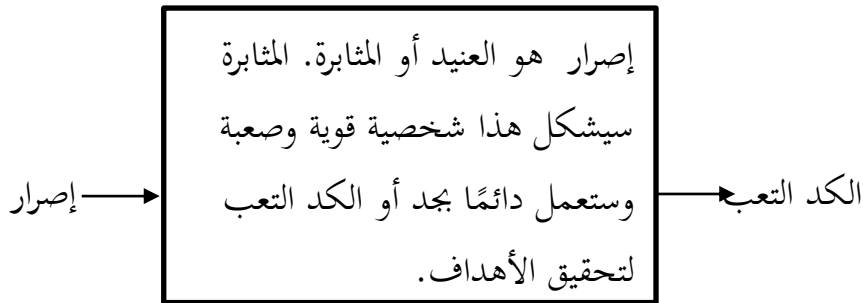 إصرار هو العنيد أو المثابرة. المثابرة
سيشكل هذا شخصية قوية وصعبة
وستعمل دائمًا بجد أو الكد التعب
لتحقيق الأهداف.
الكد التعب
إصرار